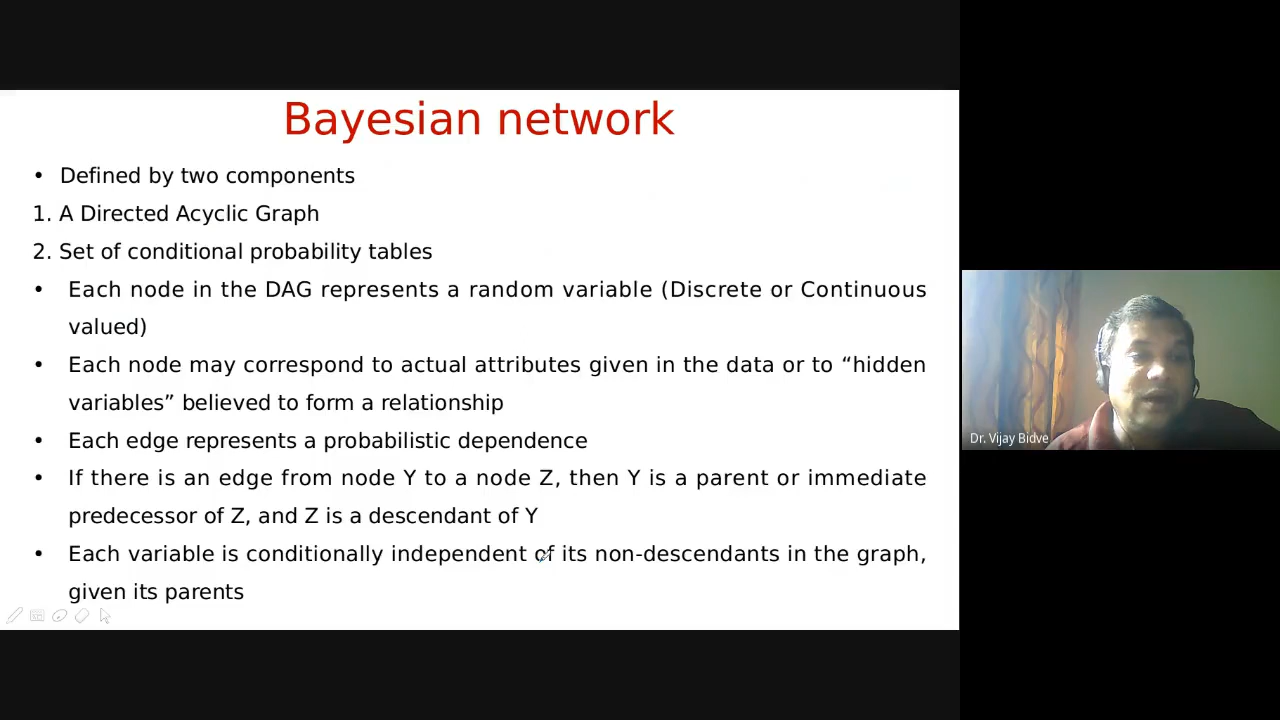 Bayesian network
• Defined by two components
1. A Directed Acyclic Graph
2. Set of conditional probability tables
• Each node in the DAG represents a random variable (Discrete or Continuous
valued)
• Each node may correspond to actual attributes given in the data or to “hidden
variables” believed to form a relationship
• Each edge represents a probabilistic dependence
• If there is an edge from node Y to a node Z, then Y is a parent or immediate
predecessor of Z, and Z is a descendant of Y
• Each variable is conditionally independent of its non-descendants in the graph,
given its parents
Dr. Vijay Bidve